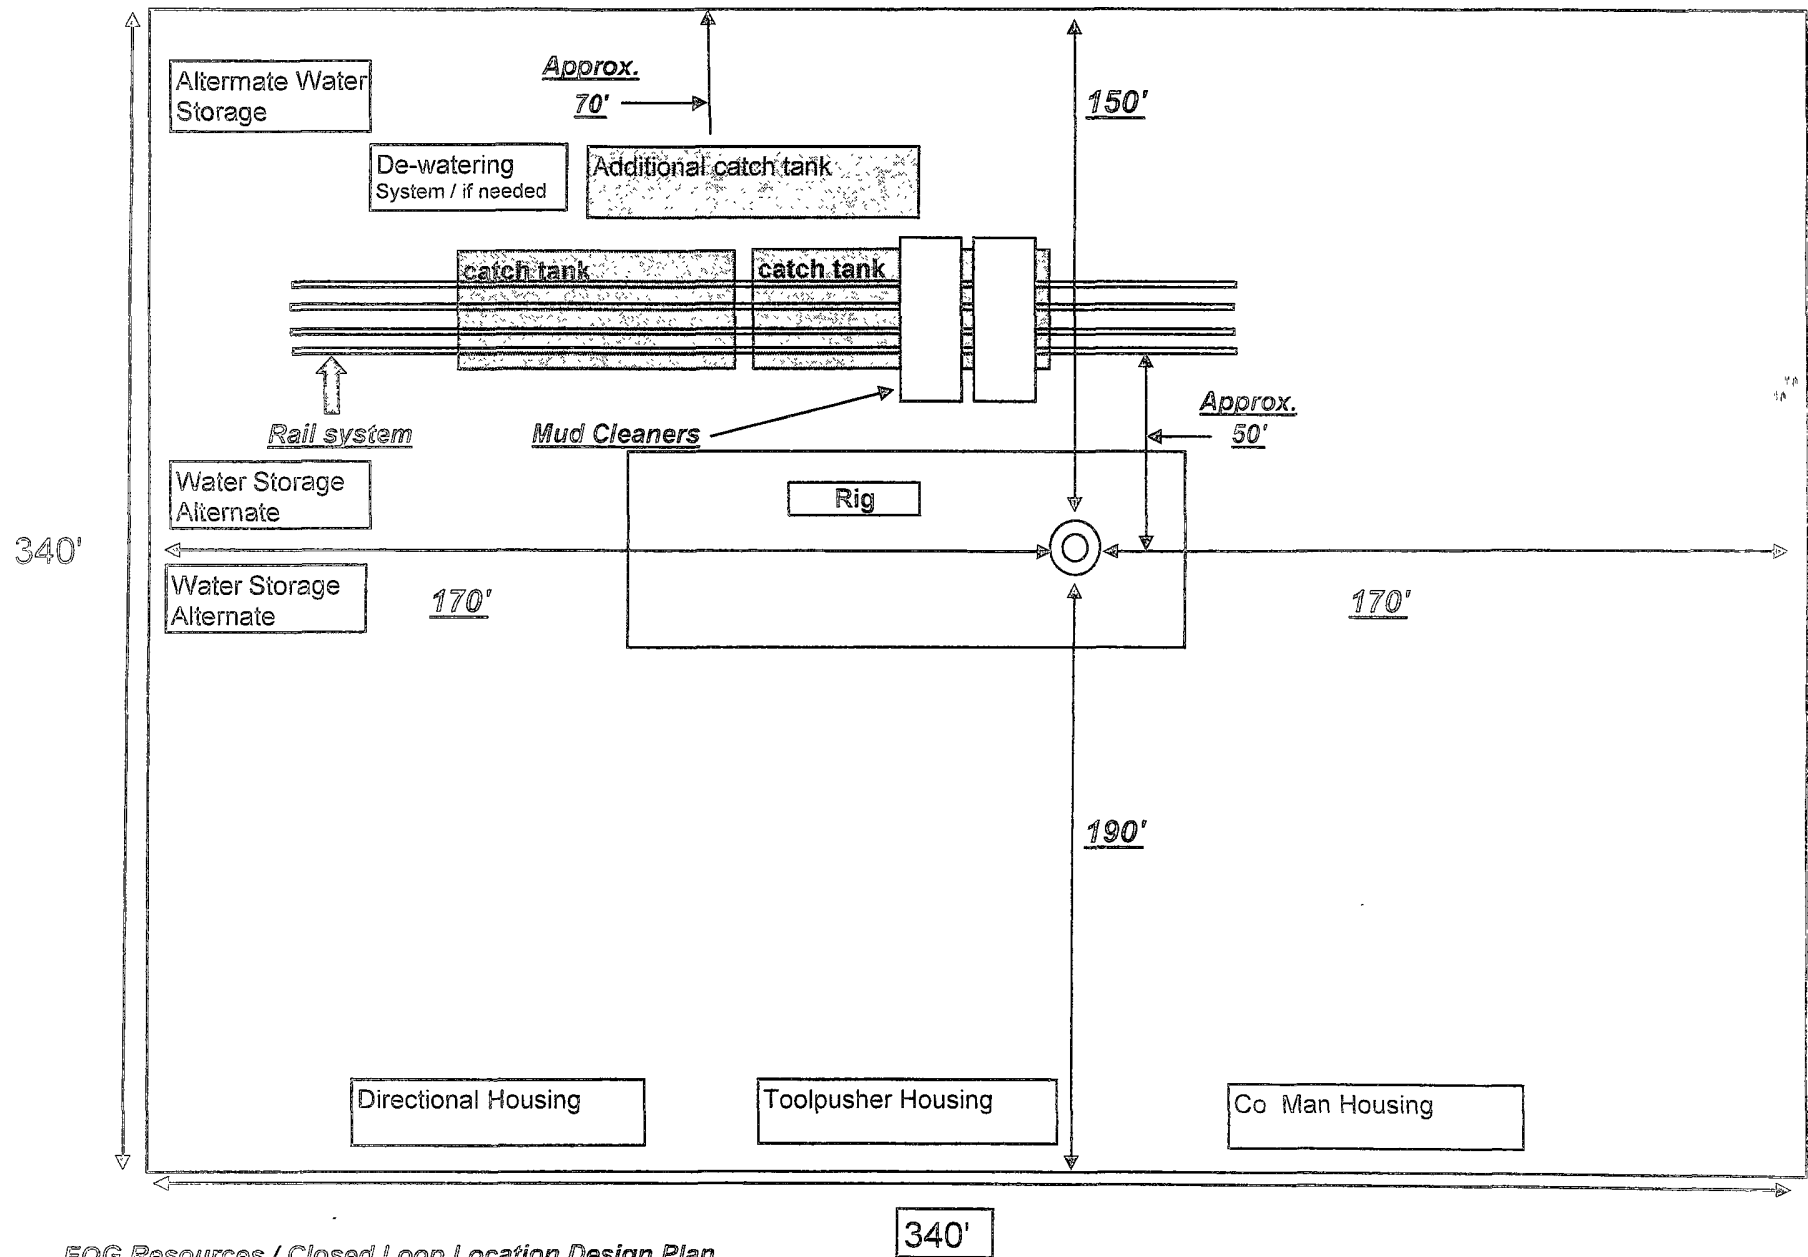 Altermate Water
Storage
Approx.
70'
150'
De-watering
System / if needed
Additional catch tank
catch tank
catch tank
Rail system
Mud Cleaners
Approx.
50'
Water Storage
Alternate
Rig
340'
Water Storage
Alternate
170'
170'
190'
Directional Housing
Toolpusher Housing
Co Man Housing
340'
EOG Resources / Closed Loop Location Design Plan